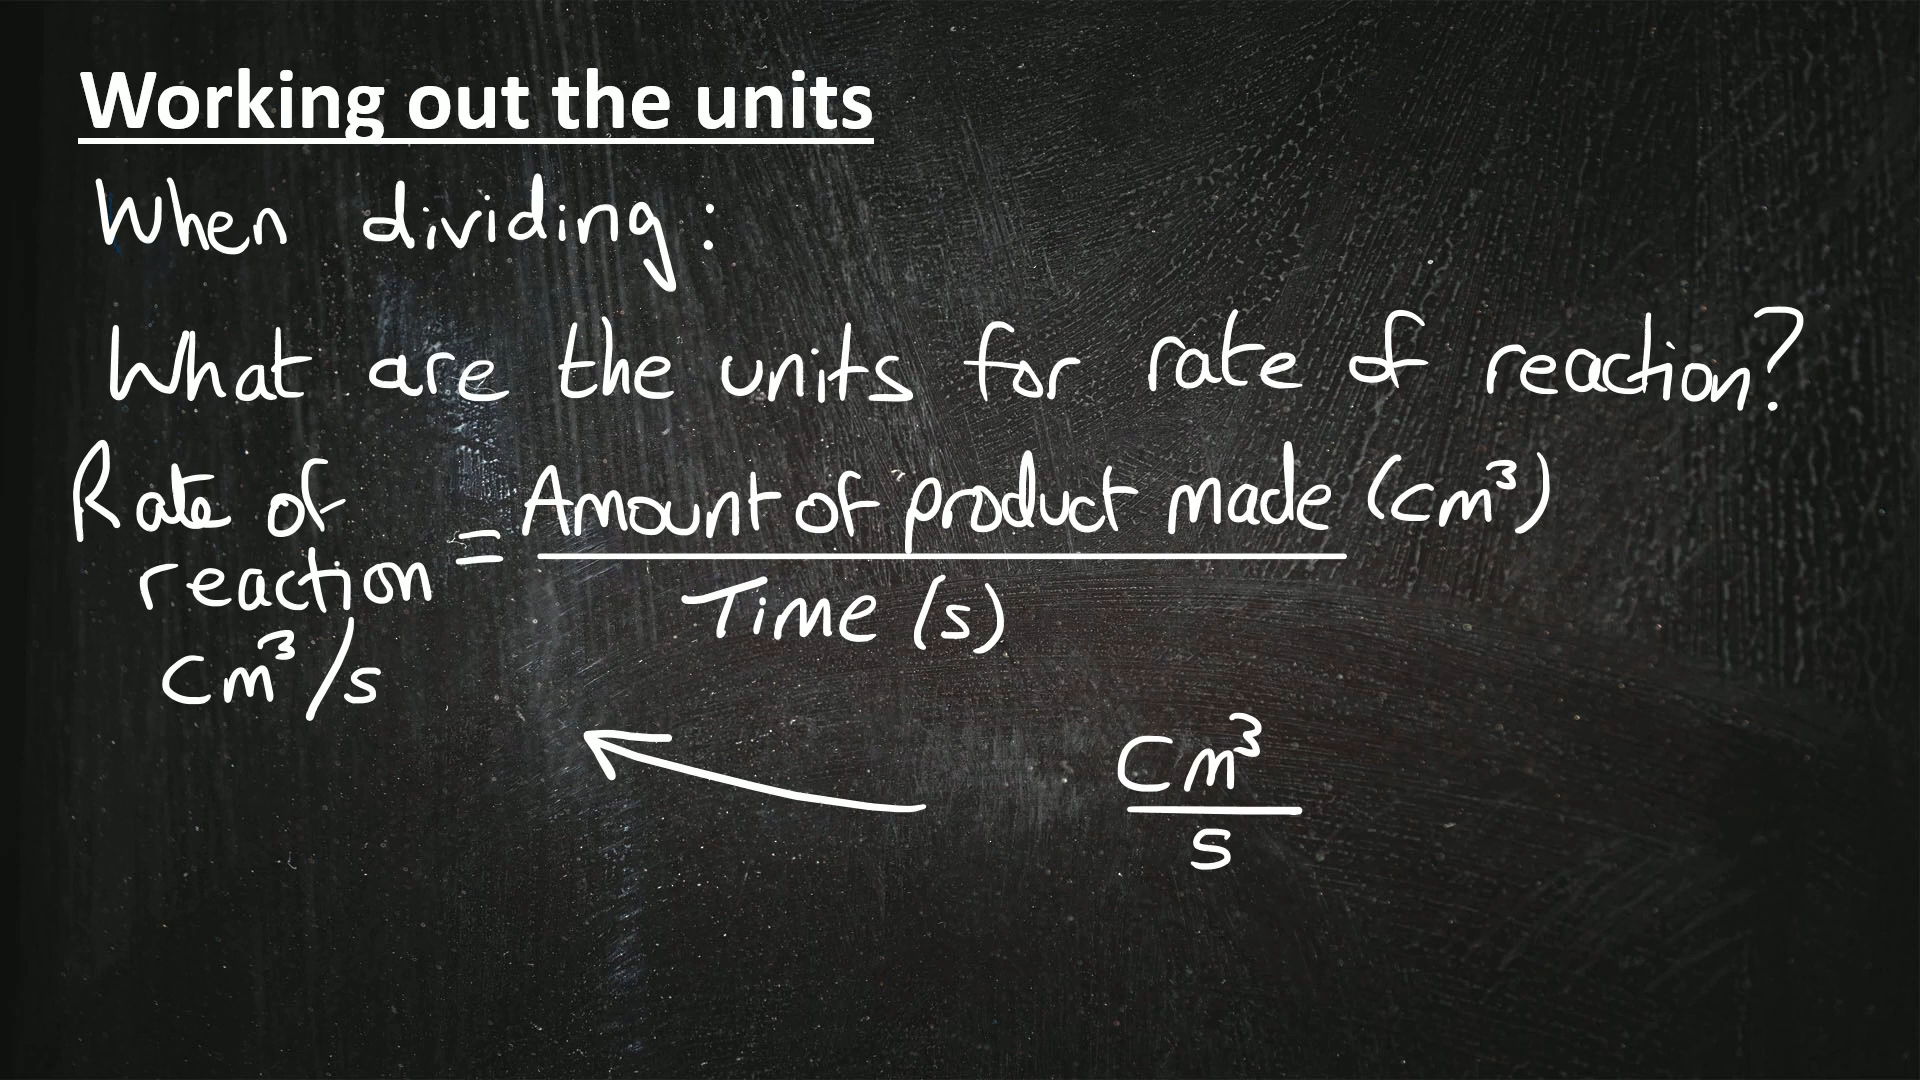 Working out the units
When dividing:
What are the units for rate of reaction?
Rate of reaction cm³/s = Amount of product made (cm³)
Time (s)
cm³
s